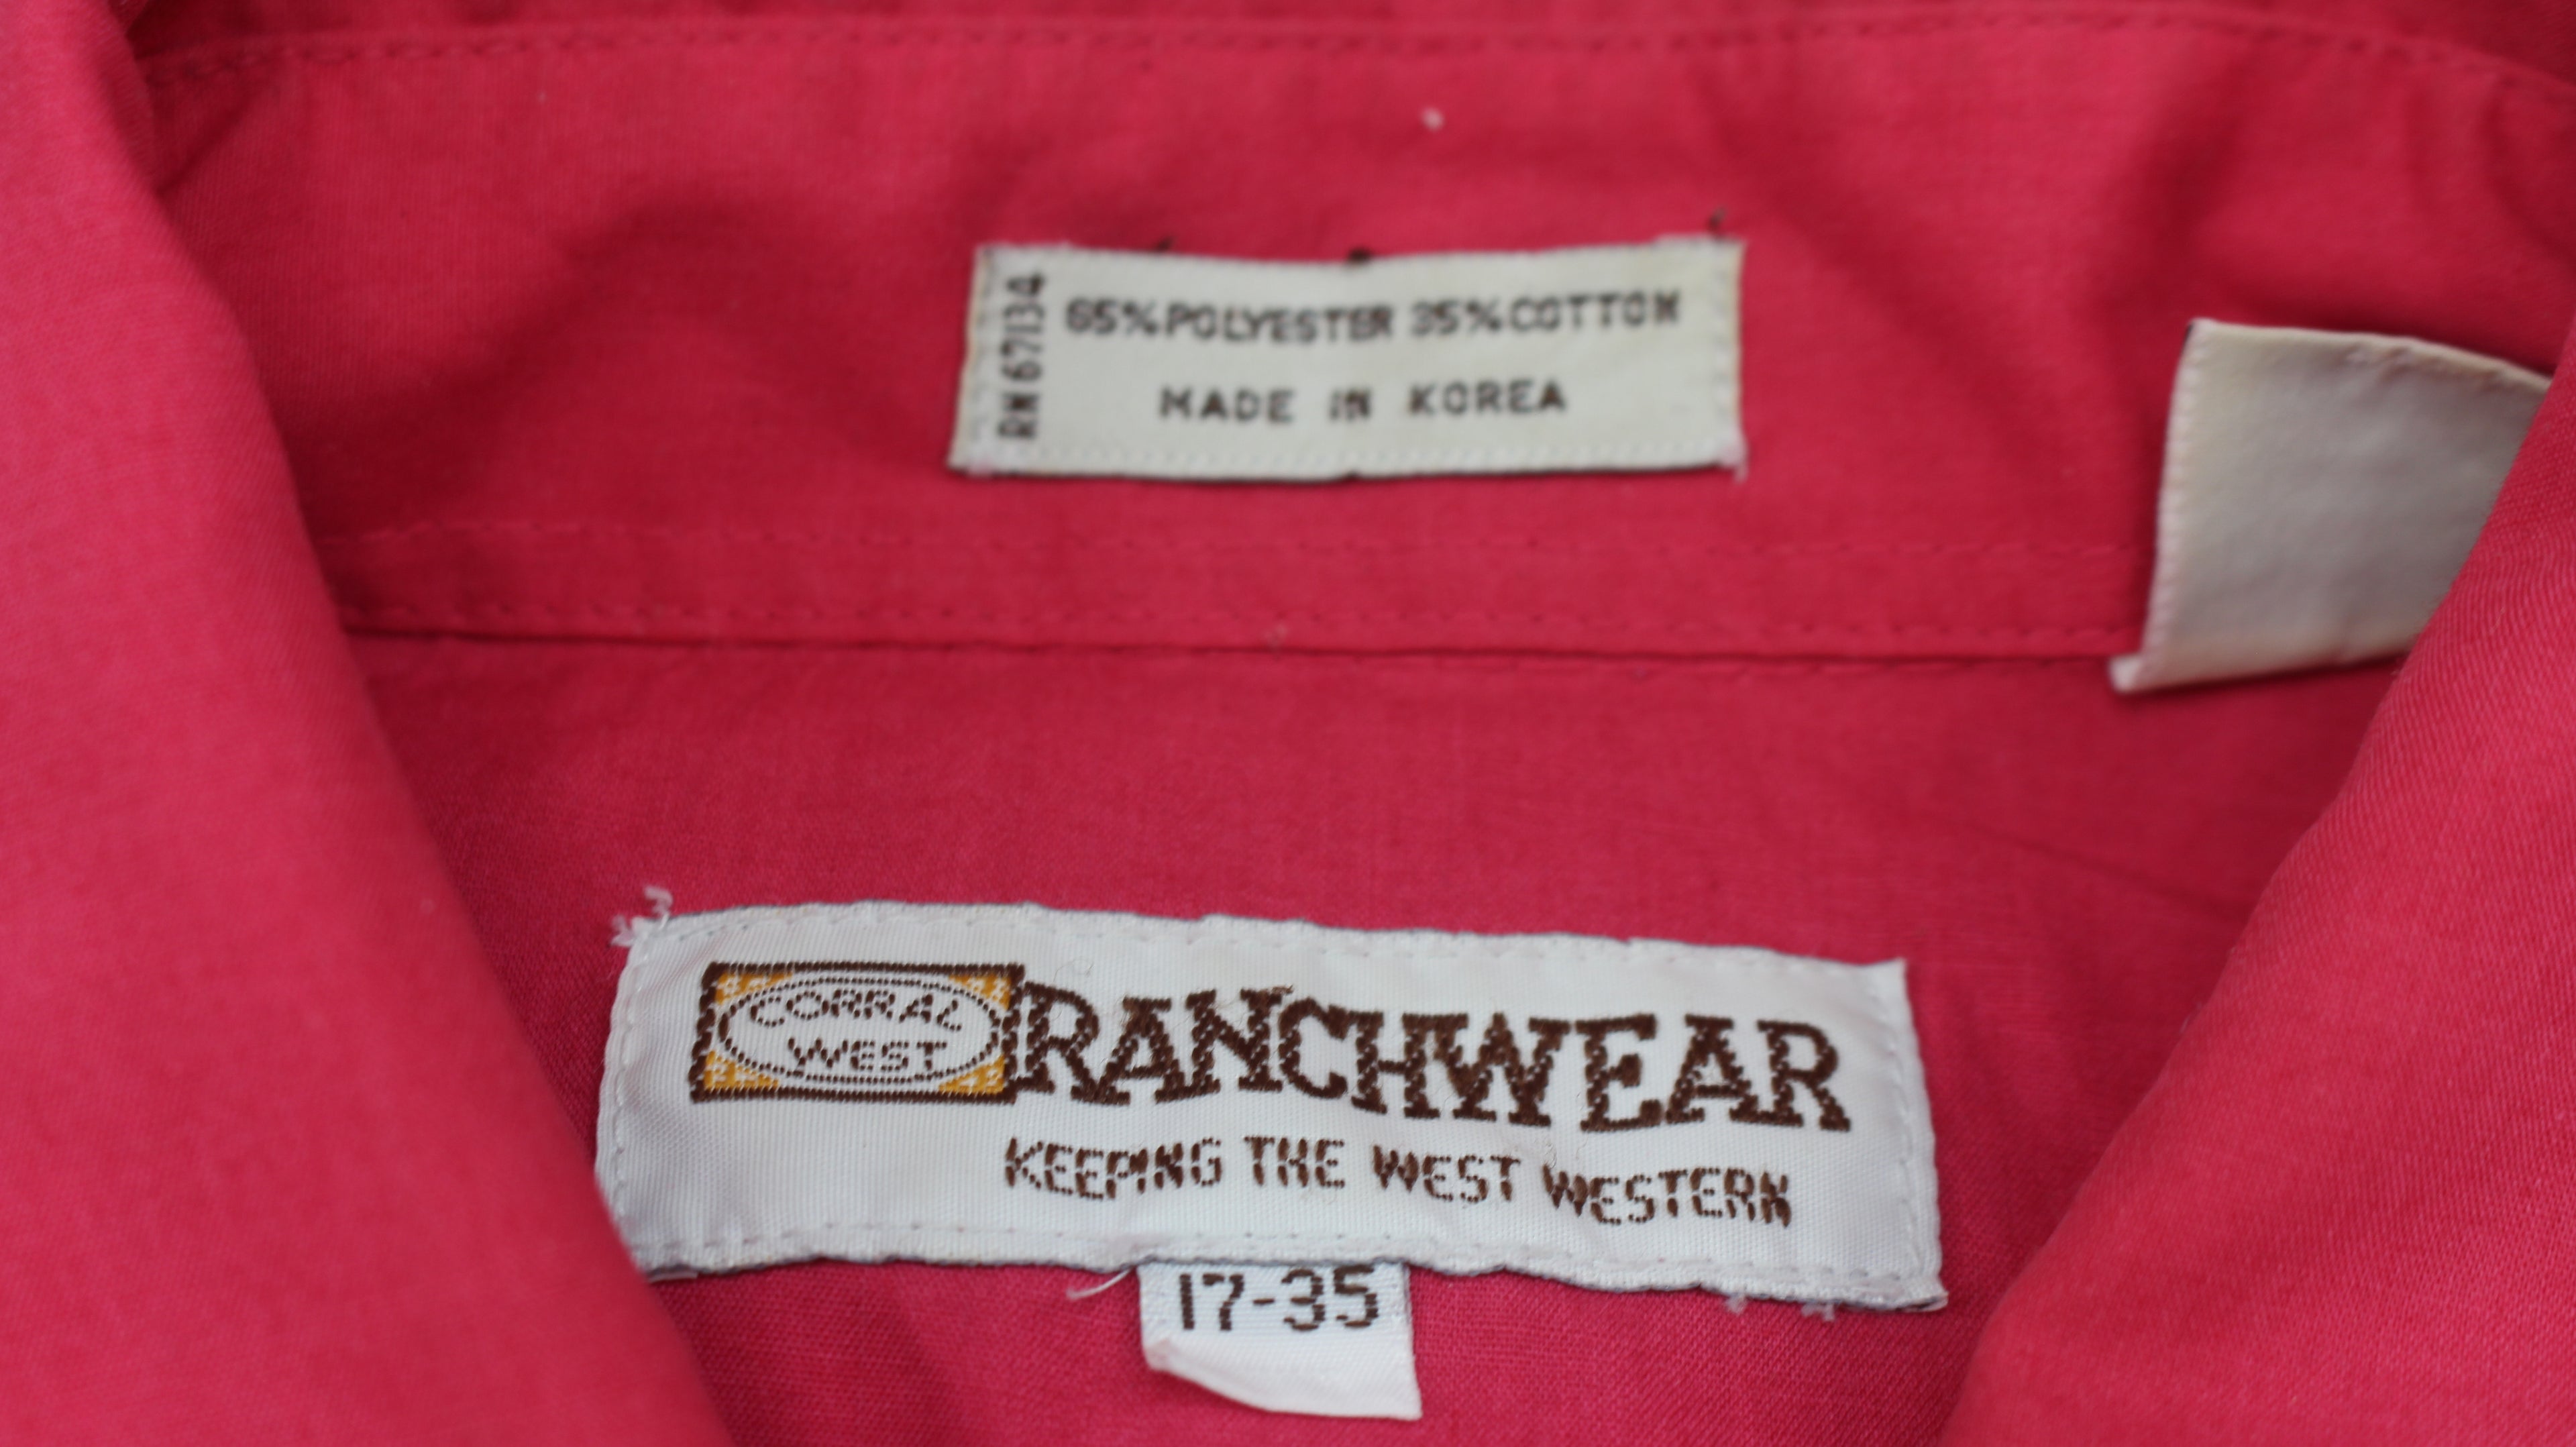 RN 67134
65% POLYESTER 35% COTTON
MADE IN KOREA
CORRAL
WEST
RANCHWEAR
KEEPING THE WEST WESTERN
17-35